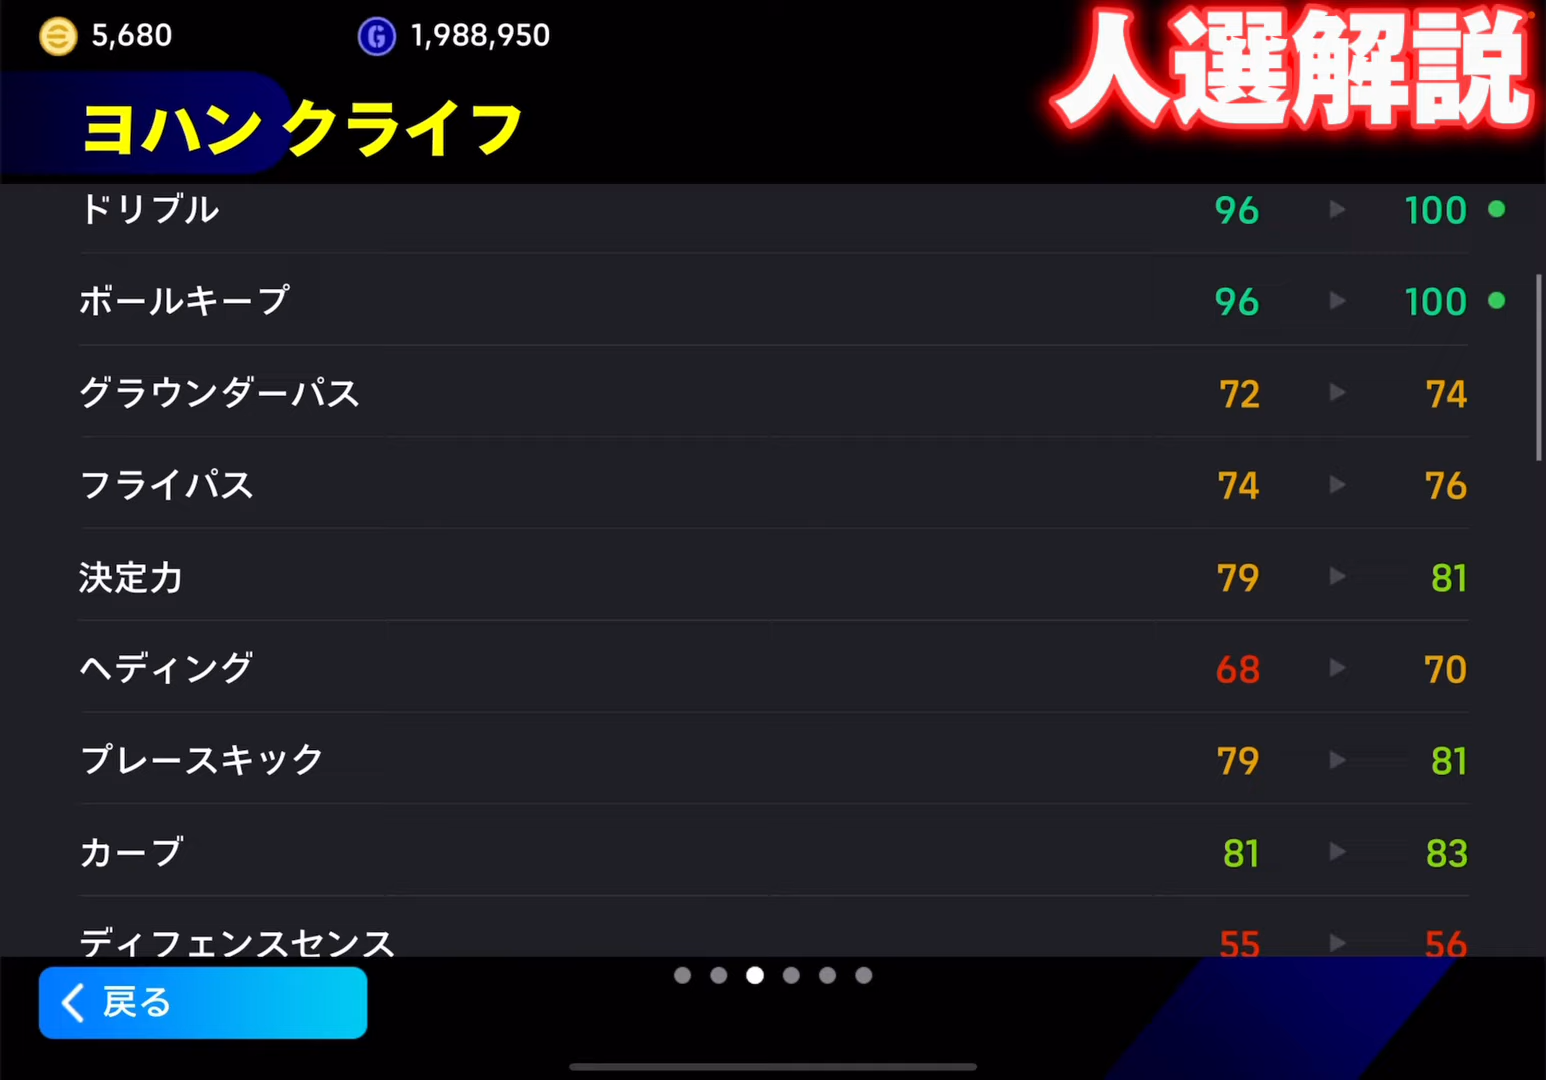 5,680 1,988,950
人選解説
ヨハン クライフ
ドリブル 96 ▶ 100
ボールキープ 96 ▶ 100
グラウンダーパス 72 ▶ 74
フライパス 74 ▶ 76
決定力 79 ▶ 81
ヘディング 68 ▶ 70
プレースキック 79 ▶ 81
カーブ 81 ▶ 83
ディフェンスセンス 55 ▶ 56
戻る